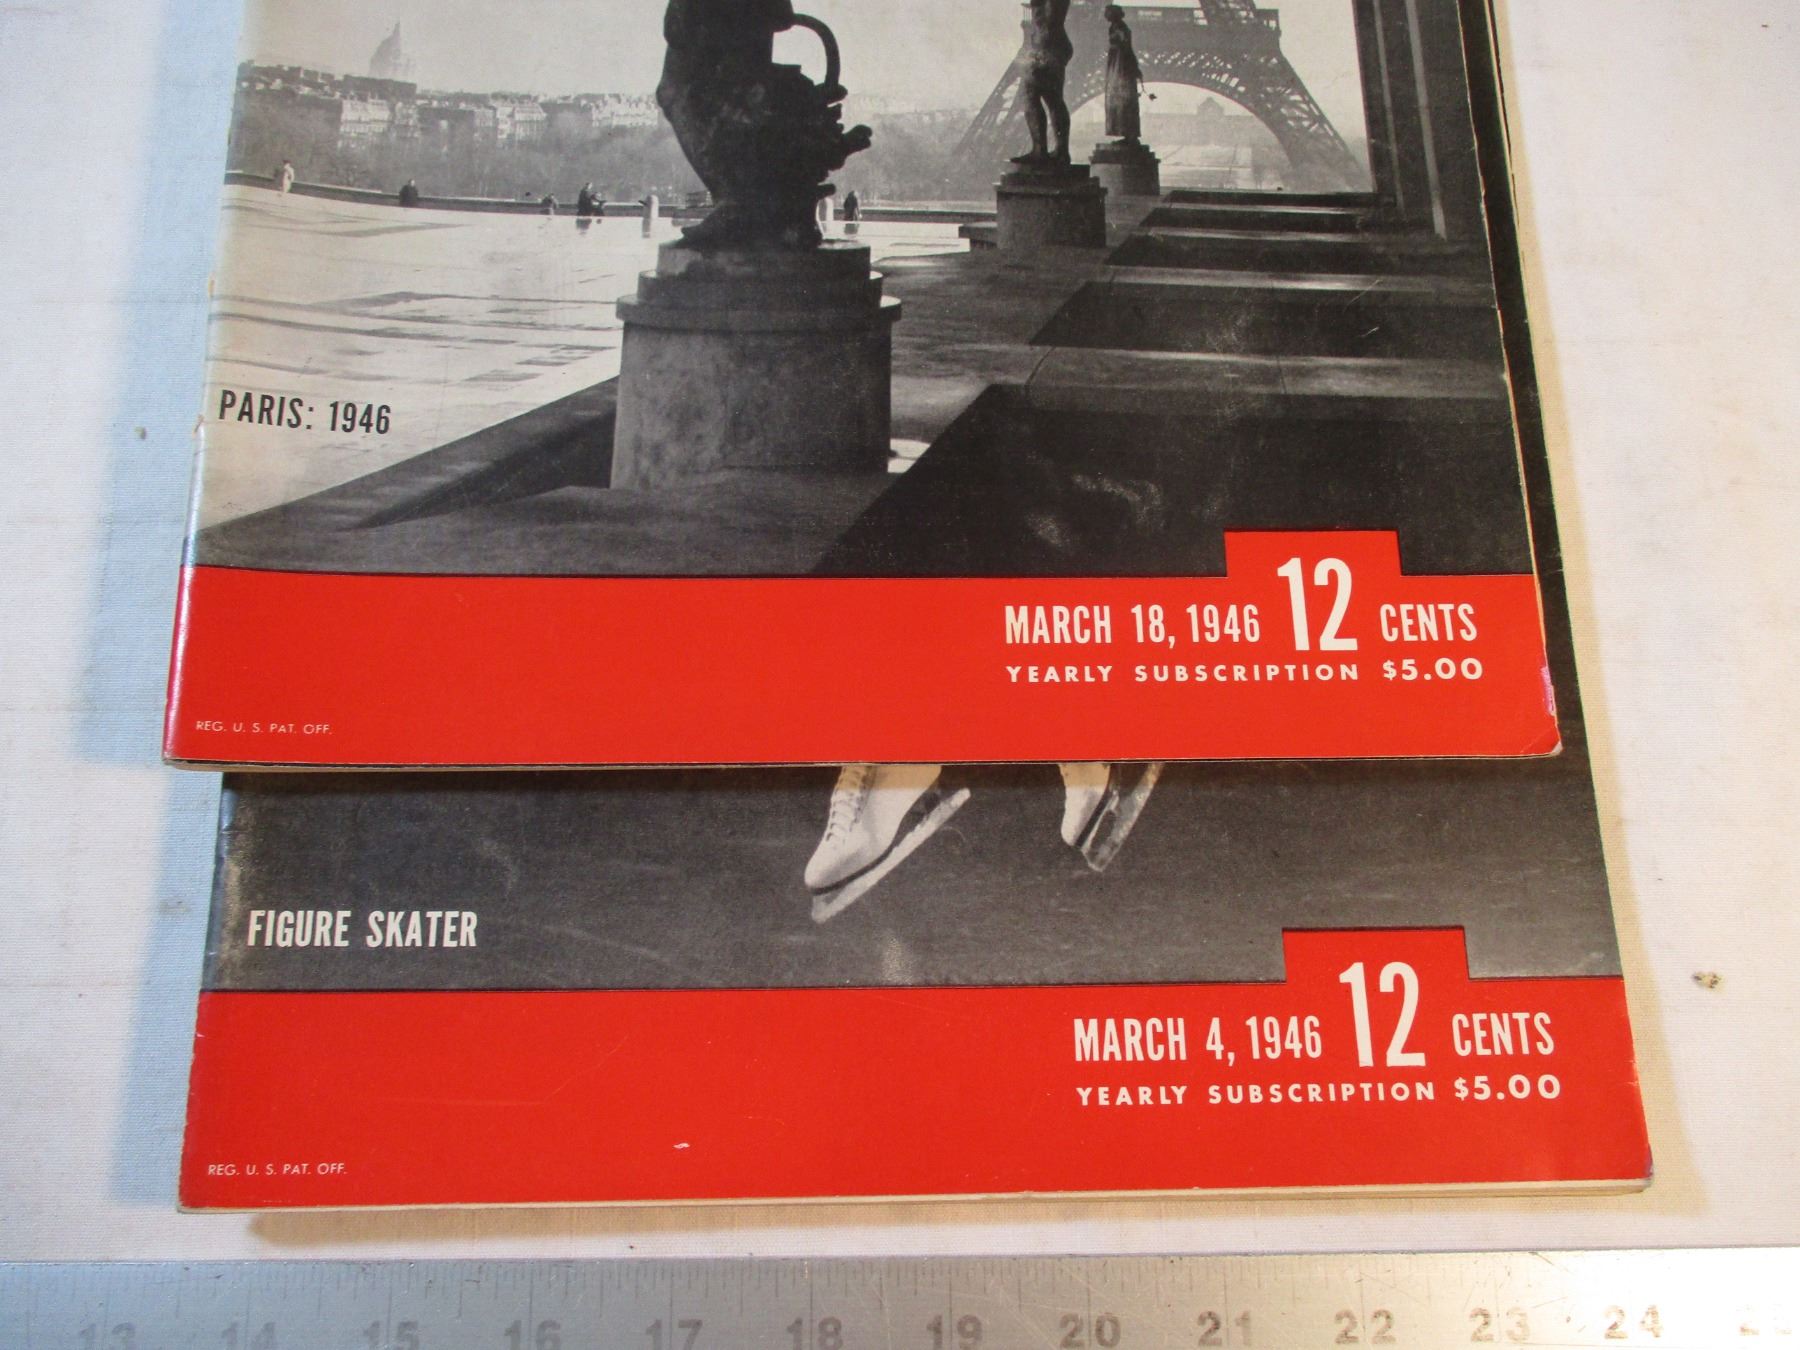 PARIS: 1946
MARCH 18, 1946 12 CENTS
YEARLY SUBSCRIPTION $5.00
REG. U. S. PAT. OFF.
FIGURE SKATER
MARCH 4, 1946 12 CENTS
YEARLY SUBSCRIPTION $5.00
REG. U. S. PAT. OFF.
13 14 15 16 17 18 19 20 21 22 23 24